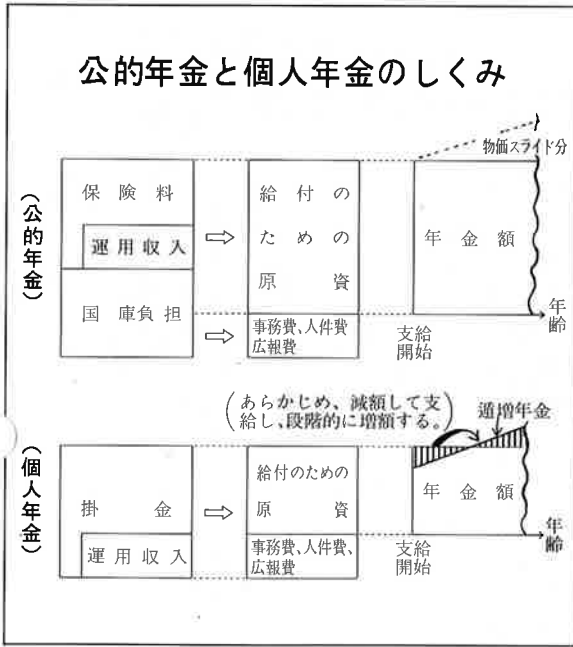 公的年金と個人年金のしくみ
(公的年金)
保険料
運用収入
国庫負担
給付の
ための
原資
事務費、人件費
広報費
物価スライド分
年金額
支給
開始
年齢
(あらかじめ、減額して支
給し、段階的に増額する。)
逓増年金
(個人年金)
掛金
運用収入
給付のための
原資
事務費、人件費、
広報費
年金額
支給
開始
年齢